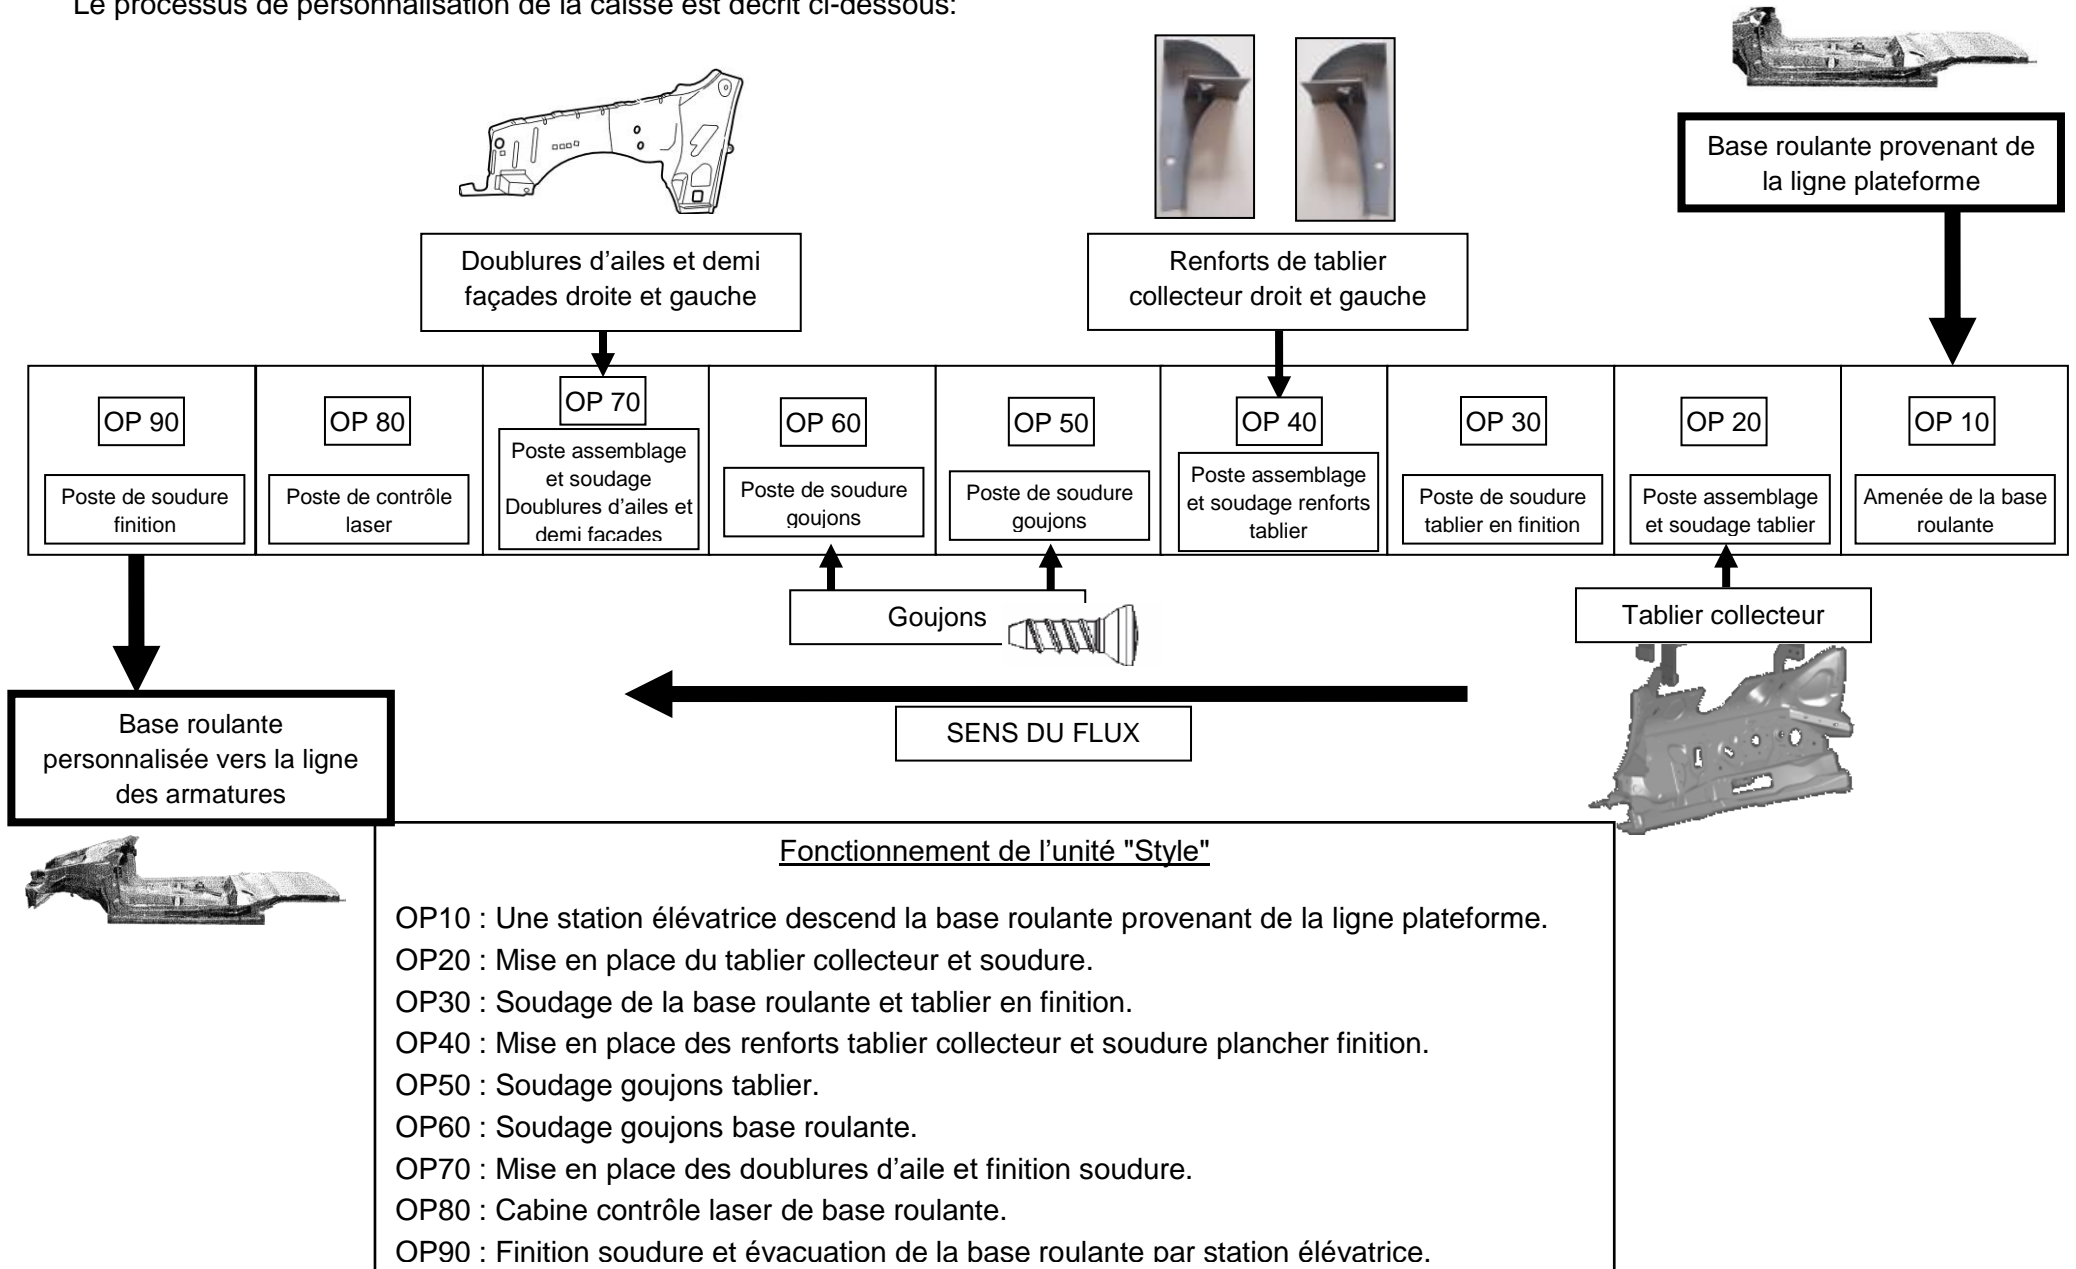 Le processus de personnalisation de la caisse est décrit ci-dessous:
Base roulante provenant de
la ligne plateforme
Doublures d'ailes et demi
façades droite et gauche
Renforts de tablier
collecteur droit et gauche
OP 90
Poste de soudure
finition
OP 80
Poste de contrôle
laser
OP 70
Poste assemblage
et soudage
Doublures d'ailes et
demi facades
OP 60
Poste de soudure
goujons
OP 50
Poste de soudure
goujons
OP 40
Poste assemblage
et soudage renforts
tablier
OP 30
Poste de soudure
tablier en finition
OP 20
Poste assemblage
et soudage tablier
OP 10
Amenée de la base
roulante
Goujons
Tablier collecteur
SENS DU FLUX
Base roulante
personnalisée vers la ligne
des armatures
Fonctionnement de l'unité "Style"
OP10 : Une station élévatrice descend la base roulante provenant de la ligne plateforme.
OP20 : Mise en place du tablier collecteur et soudure.
OP30 : Soudage de la base roulante et tablier en finition.
OP40 : Mise en place des renforts tablier collecteur et soudure plancher finition.
OP50 : Soudage goujons tablier.
OP60 : Soudage goujons base roulante.
OP70 : Mise en place des doublures d'aile et finition soudure.
OP80 : Cabine contrôle laser de base roulante.
OP90 : Finition soudure et évacuation de la base roulante par station élévatrice.